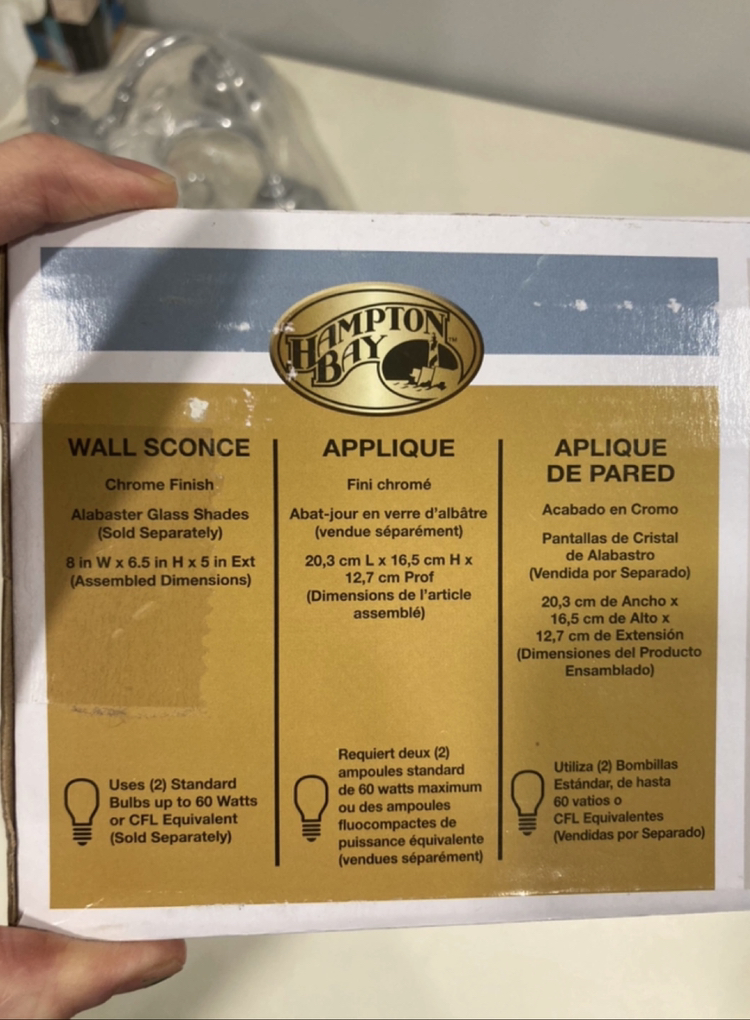 HAMPTON
BAY™
WALL SCONCE
Chrome Finish
Alabaster Glass Shades
(Sold Separately)
8 in W x 6.5 in H x 5 in Ext
(Assembled Dimensions)
Uses (2) Standard
Bulbs up to 60 Watts
or CFL Equivalent
(Sold Separately)
APPLIQUE
Fini chromé
Abat-jour en verre d'albâtre
(vendue séparément)
20,3 cm L x 16,5 cm H x
12,7 cm Prof
(Dimensions de l'article
assemblé)
Requiert deux (2)
ampoules standard
de 60 watts maximum
ou des ampoules
fluocompactes de
puissance équivalente
(vendues séparément)
APLIQUE
DE PARED
Acabado en Cromo
Pantallas de Cristal
de Alabastro
(Vendida por Separado)
20,3 cm de Ancho x
16,5 cm de Alto x
12,7 cm de Extensión
(Dimensiones del Producto
Ensamblado)
Utiliza (2) Bombillas
Estándar, de hasta
60 vatios o
CFL Equivalentes
(Vendidas por Separado)